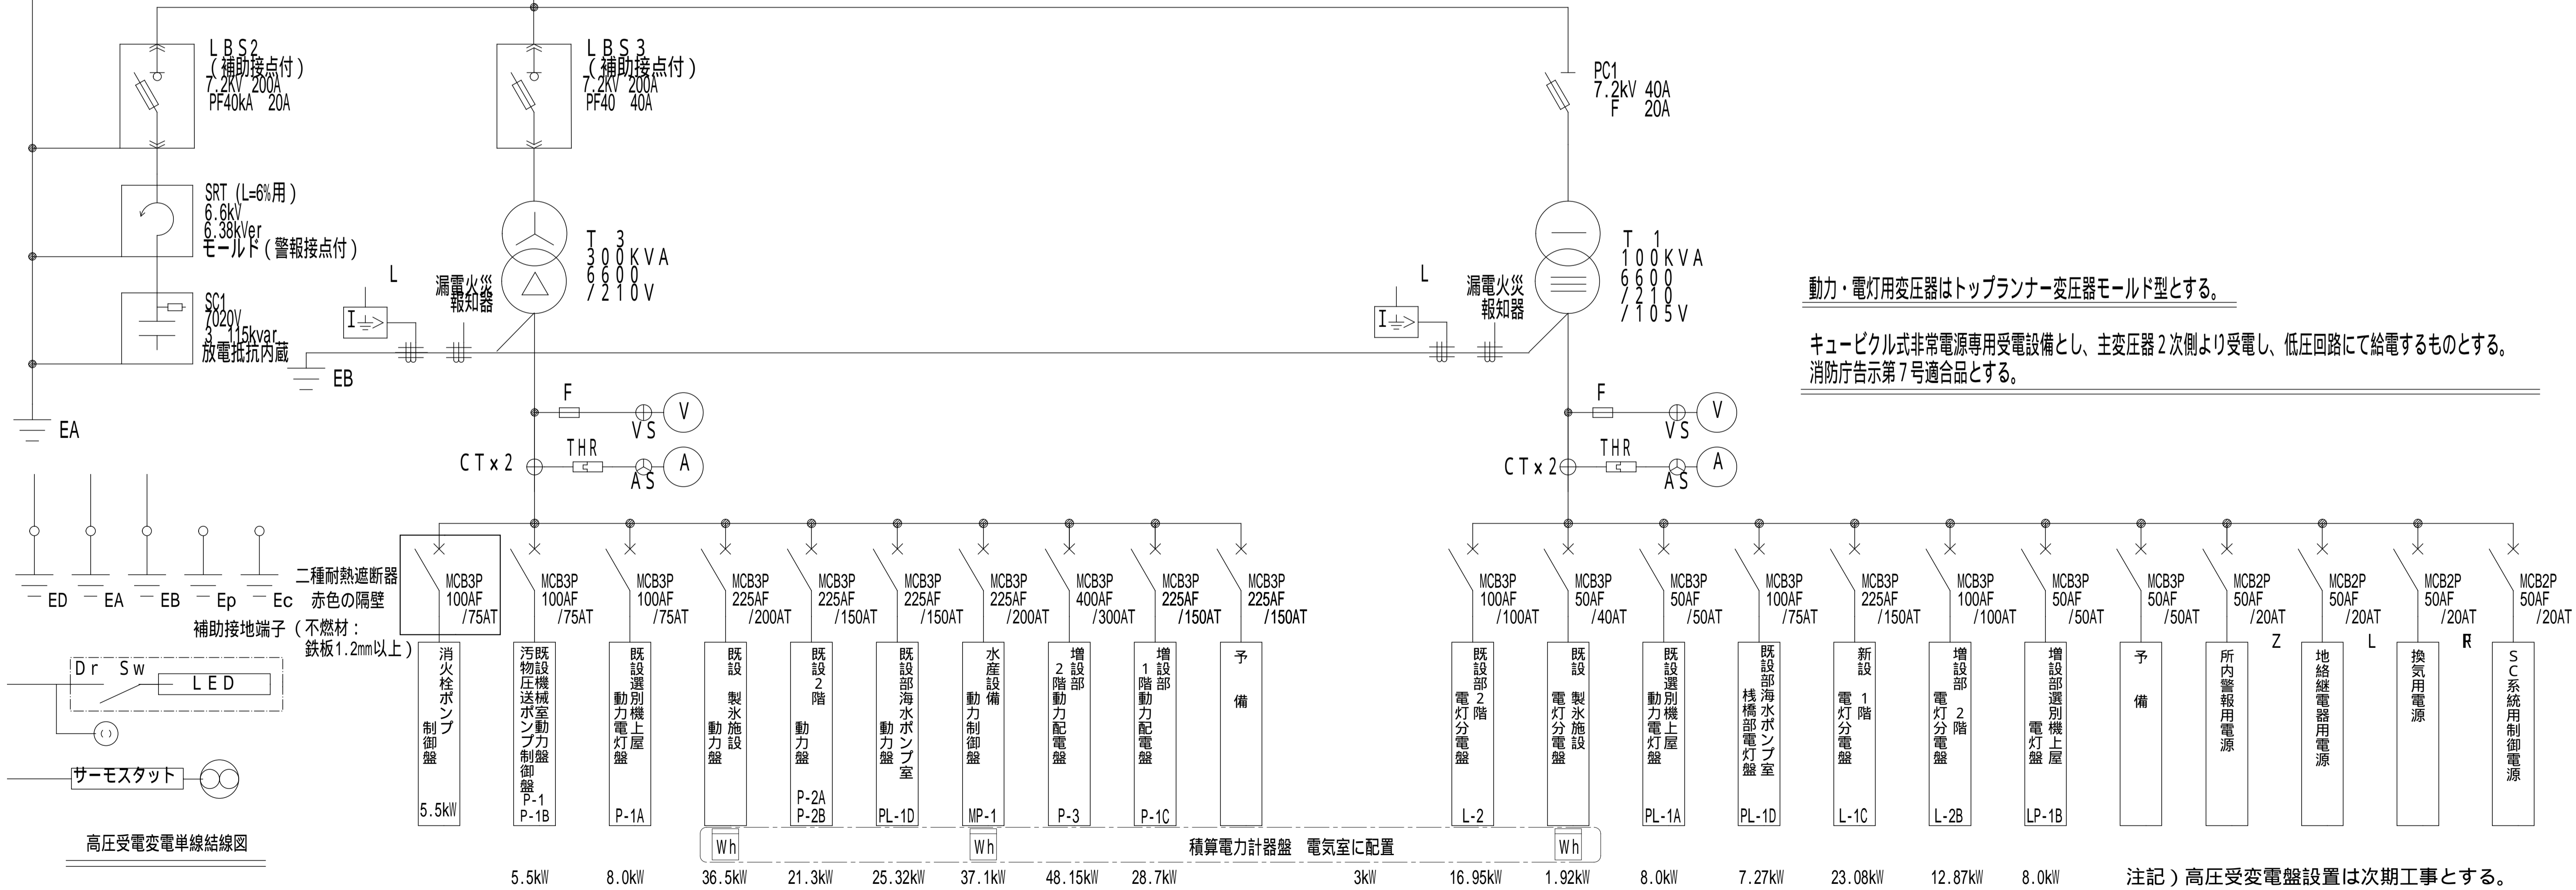 LBS2
(補助接点付)
7.2KV 200A
PF40kA 20A
LBS3
(補助接点付)
7.2KV 200A
PF40 40A
PC1
7.2kV 40A
F 20A
SRT (L=6%用)
6.6kV
6.38kVer
モールド(警報接点付)
SC1
7020V
3 115kvar
放電抵抗内蔵
T 3
300KVA
6600
/210V
T 1
100KVA
6600
/210
/105V
L
漏電火災
報知器
I
L
漏電火災
報知器
I
動力・電灯用変圧器はトップランナー変圧器モールド型とする。
キュービクル式非常電源専用受電設備とし、主変圧器2次側より受電し、低圧回路にて給電するものとする。
消防庁告示第7号適合品とする。
EB
EA
F
VS
V
CT×2
THR
AS
A
F
VS
V
CT×2
THR
AS
A
ED
EA
EB
Ep
Ec
補助接地端子
二種耐熱遮断器
赤色の隔壁
(不燃材:
鉄板1.2mm以上)
MCB3P
100AF
/75AT
MCB3P
100AF
/75AT
MCB3P
100AF
/75AT
MCB3P
225AF
/200AT
MCB3P
225AF
/150AT
MCB3P
225AF
/150AT
MCB3P
225AF
/200AT
MCB3P
400AF
/300AT
MCB3P
225AF
/150AT
MCB3P
225AF
/150AT
MCB3P
100AF
/100AT
MCB3P
50AF
/40AT
MCB3P
50AF
/50AT
MCB3P
100AF
/75AT
MCB3P
225AF
/150AT
MCB3P
100AF
/100AT
MCB3P
50AF
/50AT
MCB3P
50AF
/50AT
MCB2P
50AF
/20AT
MCB2P
50AF
/20AT
MCB2P
50AF
/20AT
MCB2P
50AF
/20AT
Z
L
R
消火栓ポンプ
制御盤
5.5kW
既設機械室動力盤
汚物圧送ポンプ制御盤
P-1
P-1B
既設選別機上屋
動力電灯盤
P-1A
既設 製氷施設
動力盤
既設2階
動力盤
P-2A
P-2B
既設部海水ポンプ室
動力盤
PL-1D
水産設備
動力制御盤
MP-1
増設部
2階動力配電盤
P-3
増設部
1階動力配電盤
P-1C
予備
既設部2階
電灯分電盤
L-2
既設 製氷施設
電灯分電盤
既設選別機上屋
動力電灯盤
PL-1A
既設部海水ポンプ室
桟橋部電灯盤
PL-1D
新設 1階
電灯分電盤
L-1C
増設部 2階
電灯分電盤
L-2B
増設部選別機上屋
電灯盤
LP-1B
予備
所内警報用電源
地絡継電器用電源
換気用電源
SC系統用制御電源
Dr Sw
LED
サーモスタット
高圧受電変電単線結線図
Wh
Wh
積算電力計器盤 電気室に配置
Wh
5.5kW
8.0kW
36.5kW
21.3kW
25.32kW
37.1kW
48.15kW
28.7kW
3kW
16.95kW
1.92kW
8.0kW
7.27kW
23.08kW
12.87kW
8.0kW
注記)高圧受変電盤設置は次期工事とする。